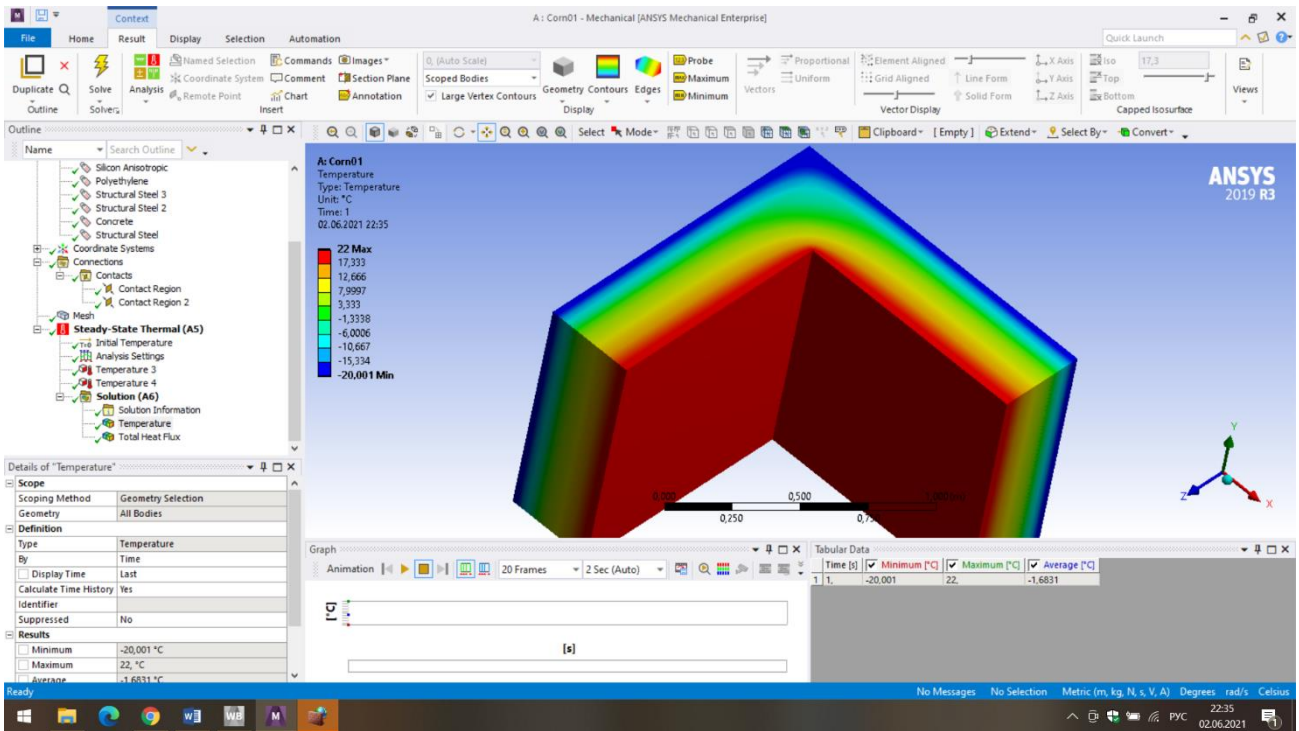 Context
A : Corn01 - Mechanical [ANSYS Mechanical Enterprise]
File Home Result Display Selection Automation
Quick Launch
Duplicate Q
Outline
Solve
Solvers
Analysis
Named Selection
Coordinate System
Remote Point
Commands
Comment
Chart
Images▾
Section Plane
Annotation
Insert
0, (Auto Scale)
Scoped Bodies
Large Vertex Contours
Geometry Contours Edges
Display
Probe
Maximum
Minimum
Vectors
Proportional
Uniform
Element Aligned
Grid Aligned
Line Form
Solid Form
X Axis
Y Axis
Z Axis
Vector Display
Iso 17,3
Top
Bottom
Capped Isosurface
Views
Outline
Name Search Outline
Select Mode▾ Clipboard▾ [ Empty ] Extend▾ Select By▾ Convert▾
Silicon Anisotropic
Polyethylene
Structural Steel 3
Structural Steel 2
Concrete
Structural Steel
Coordinate Systems
Connections
Contacts
Contact Region
Contact Region 2
Mesh
Steady-State Thermal (A5)
Initial Temperature
Analysis Settings
Temperature 3
Temperature 4
Solution (A6)
Solution Information
Temperature
Total Heat Flux
A: Corn01
Temperature
Type: Temperature
Unit: °C
Time: 1
02.06.2021 22:35
22 Max
17,333
12,666
7,9997
3,333
-1,3338
-6,0006
-10,667
-15,334
-20,001 Min
ANSYS
2019 R3
Y
Z
X
0,000 0,500
0,250
Details of "Temperature"
Scope
Scoping Method Geometry Selection
Geometry All Bodies
Definition
Type Temperature
By Time
Display Time Last
Calculate Time History Yes
Identifier
Suppressed No
Results
Minimum -20,001 °C
Maximum 22, °C
Average -1,6831 °C
Graph
Animation 20 Frames 2 Sec (Auto)
[°C]
[s]
Tabular Data
Time [s] Minimum [°C] Maximum [°C] Average [°C]
1 1, -20,001 22, -1,6831
Ready
No Messages No Selection Metric (m, kg, N, s, V, A) Degrees rad/s Celsius
WB M
РУС
22:35
02.06.2021